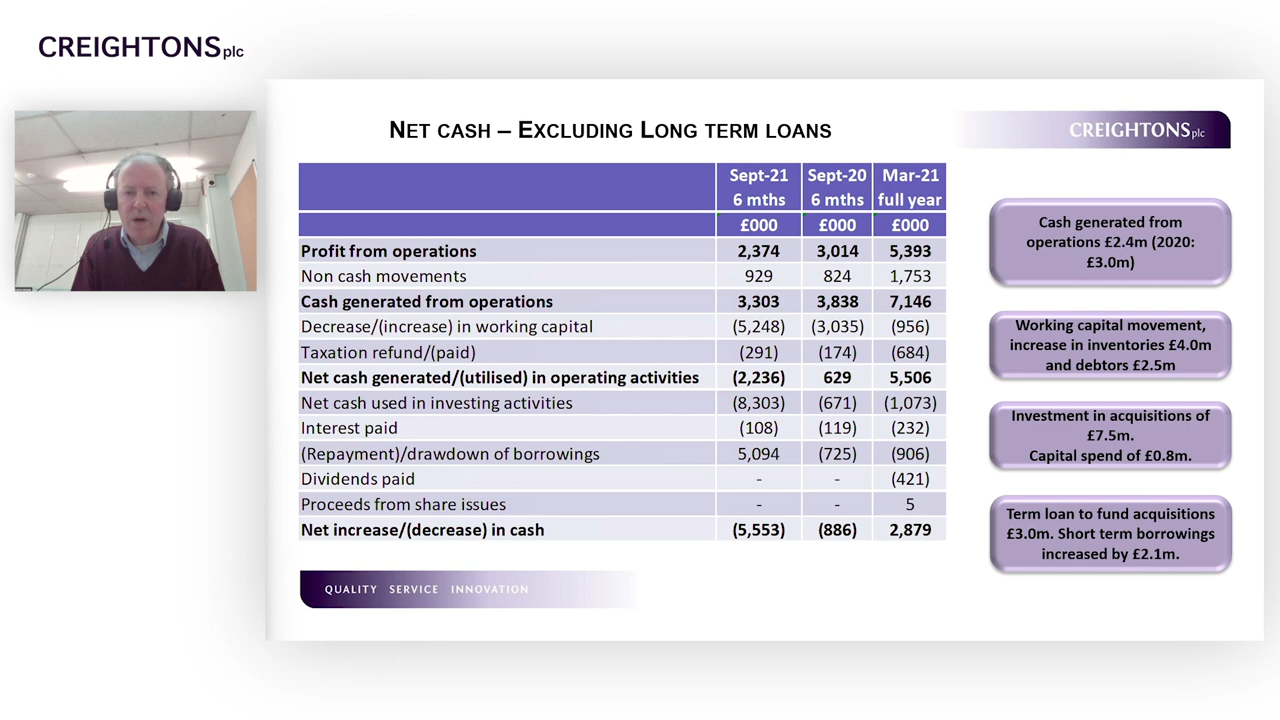 CREIGHTONS plc
NET CASH – EXCLUDING LONG TERM LOANS
CREIGHTONS plc
Sept-21 Sept-20 Mar-21
6 mths 6 mths full year
£000 £000 £000
Profit from operations 2,374 3,014 5,393
Non cash movements 929 824 1,753
Cash generated from operations 3,303 3,838 7,146
Decrease/(increase) in working capital (5,248) (3,035) (956)
Taxation refund/(paid) (291) (174) (684)
Net cash generated/(utilised) in operating activities (2,236) 629 5,506
Net cash used in investing activities (8,303) (671) (1,073)
Interest paid (108) (119) (232)
(Repayment)/drawdown of borrowings 5,094 (725) (906)
Dividends paid - - (421)
Proceeds from share issues - - 5
Net increase/(decrease) in cash (5,553) (886) 2,879
Cash generated from
operations £2.4m (2020:
£3.0m)
Working capital movement,
increase in inventories £4.0m
and debtors £2.5m
Investment in acquisitions of
£7.5m.
Capital spend of £0.8m.
Term loan to fund acquisitions
£3.0m. Short term borrowings
increased by £2.1m.
QUALITY SERVICE INNOVATION